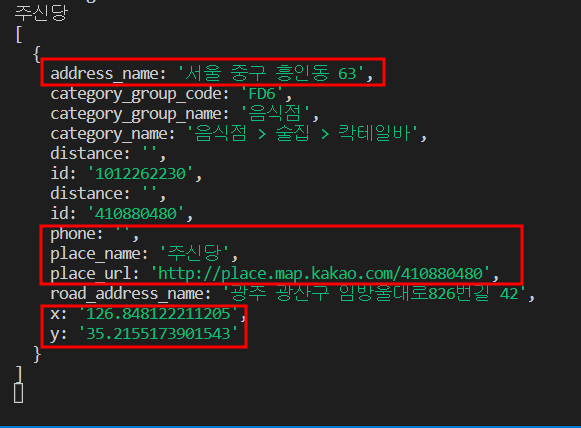 주신당
[
{
address_name: '서울 중구 흥인동 63',
category_group_code: 'FD6',
category_group_name: '음식점',
category_name: '음식점 > 술집 > 칵테일바',
distance: '',
id: '1012262230',
distance: '',
id: '410880480',
phone: '',
place_name: '주신당',
place_url: 'http://place.map.kakao.com/410880480',
road_address_name: '광주 광산구 임방울대로826번길 42',
x: '126.848122211205',
y: '35.2155173901543'
}
]